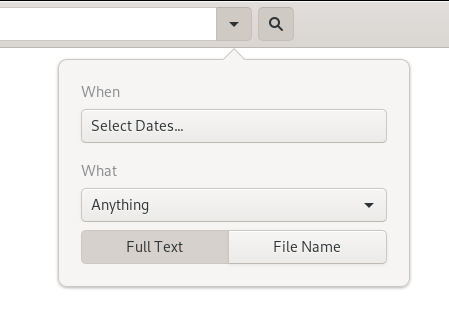 When
Select Dates...
What
Anything
Full Text
File Name